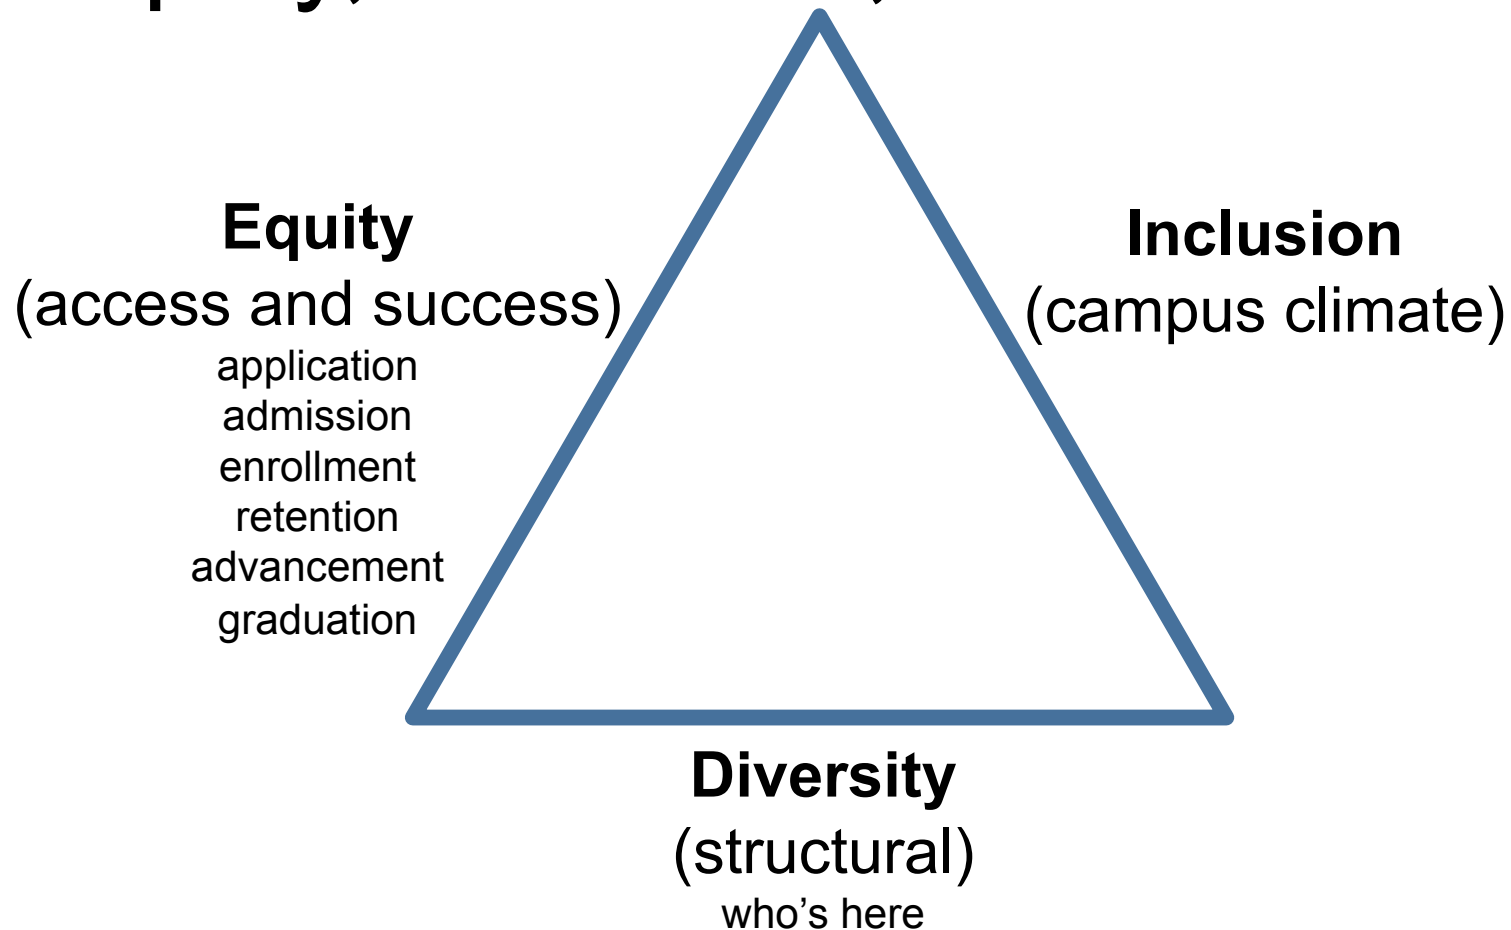 Equity
(access and success)
application
admission
enrollment
retention
advancement
graduation
Inclusion
(campus climate)
Diversity
(structural)
who's here